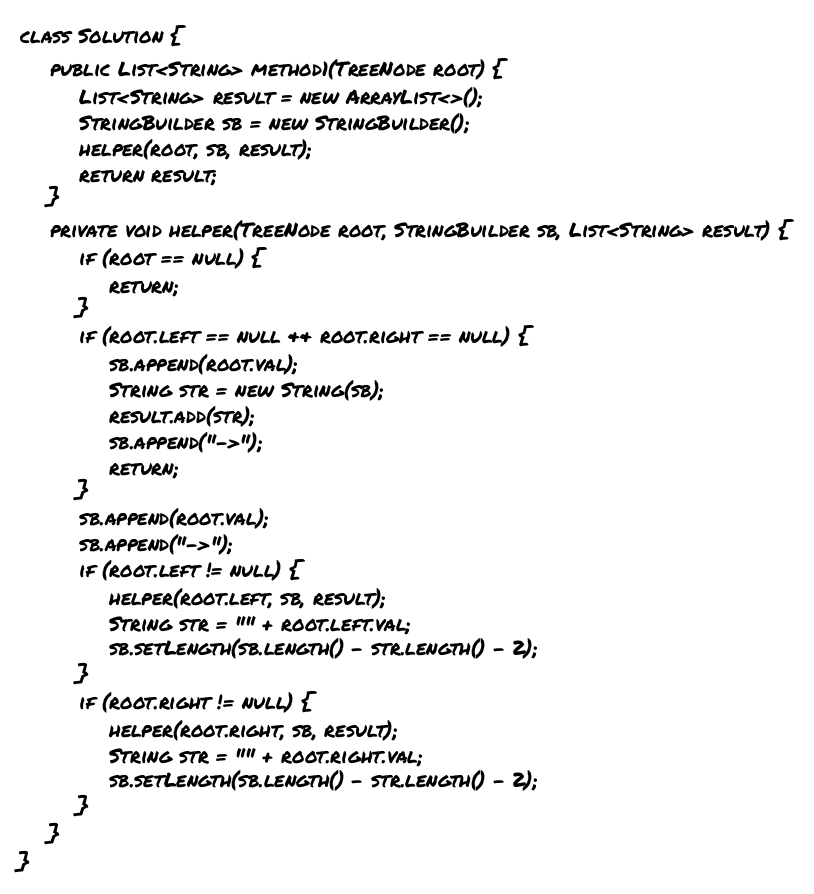 class Solution {
public List<String> method1(TreeNode root) {
List<String> result = new ArrayList<>();
StringBuilder sb = new StringBuilder();
helper(root, sb, result);
return result;
}
private void helper(TreeNode root, StringBuilder sb, List<String> result) {
if (root == null) {
return;
}
if (root.left == null && root.right == null) {
sb.append(root.val);
String str = new String(sb);
result.add(str);
sb.append("->");
return;
}
sb.append(root.val);
sb.append("->");
if (root.left != null) {
helper(root.left, sb, result);
String str = "" + root.left.val;
sb.setLength(sb.length() - str.length() - 2);
}
if (root.right != null) {
helper(root.right, sb, result);
String str = "" + root.right.val;
sb.setLength(sb.length() - str.length() - 2);
}
}
}